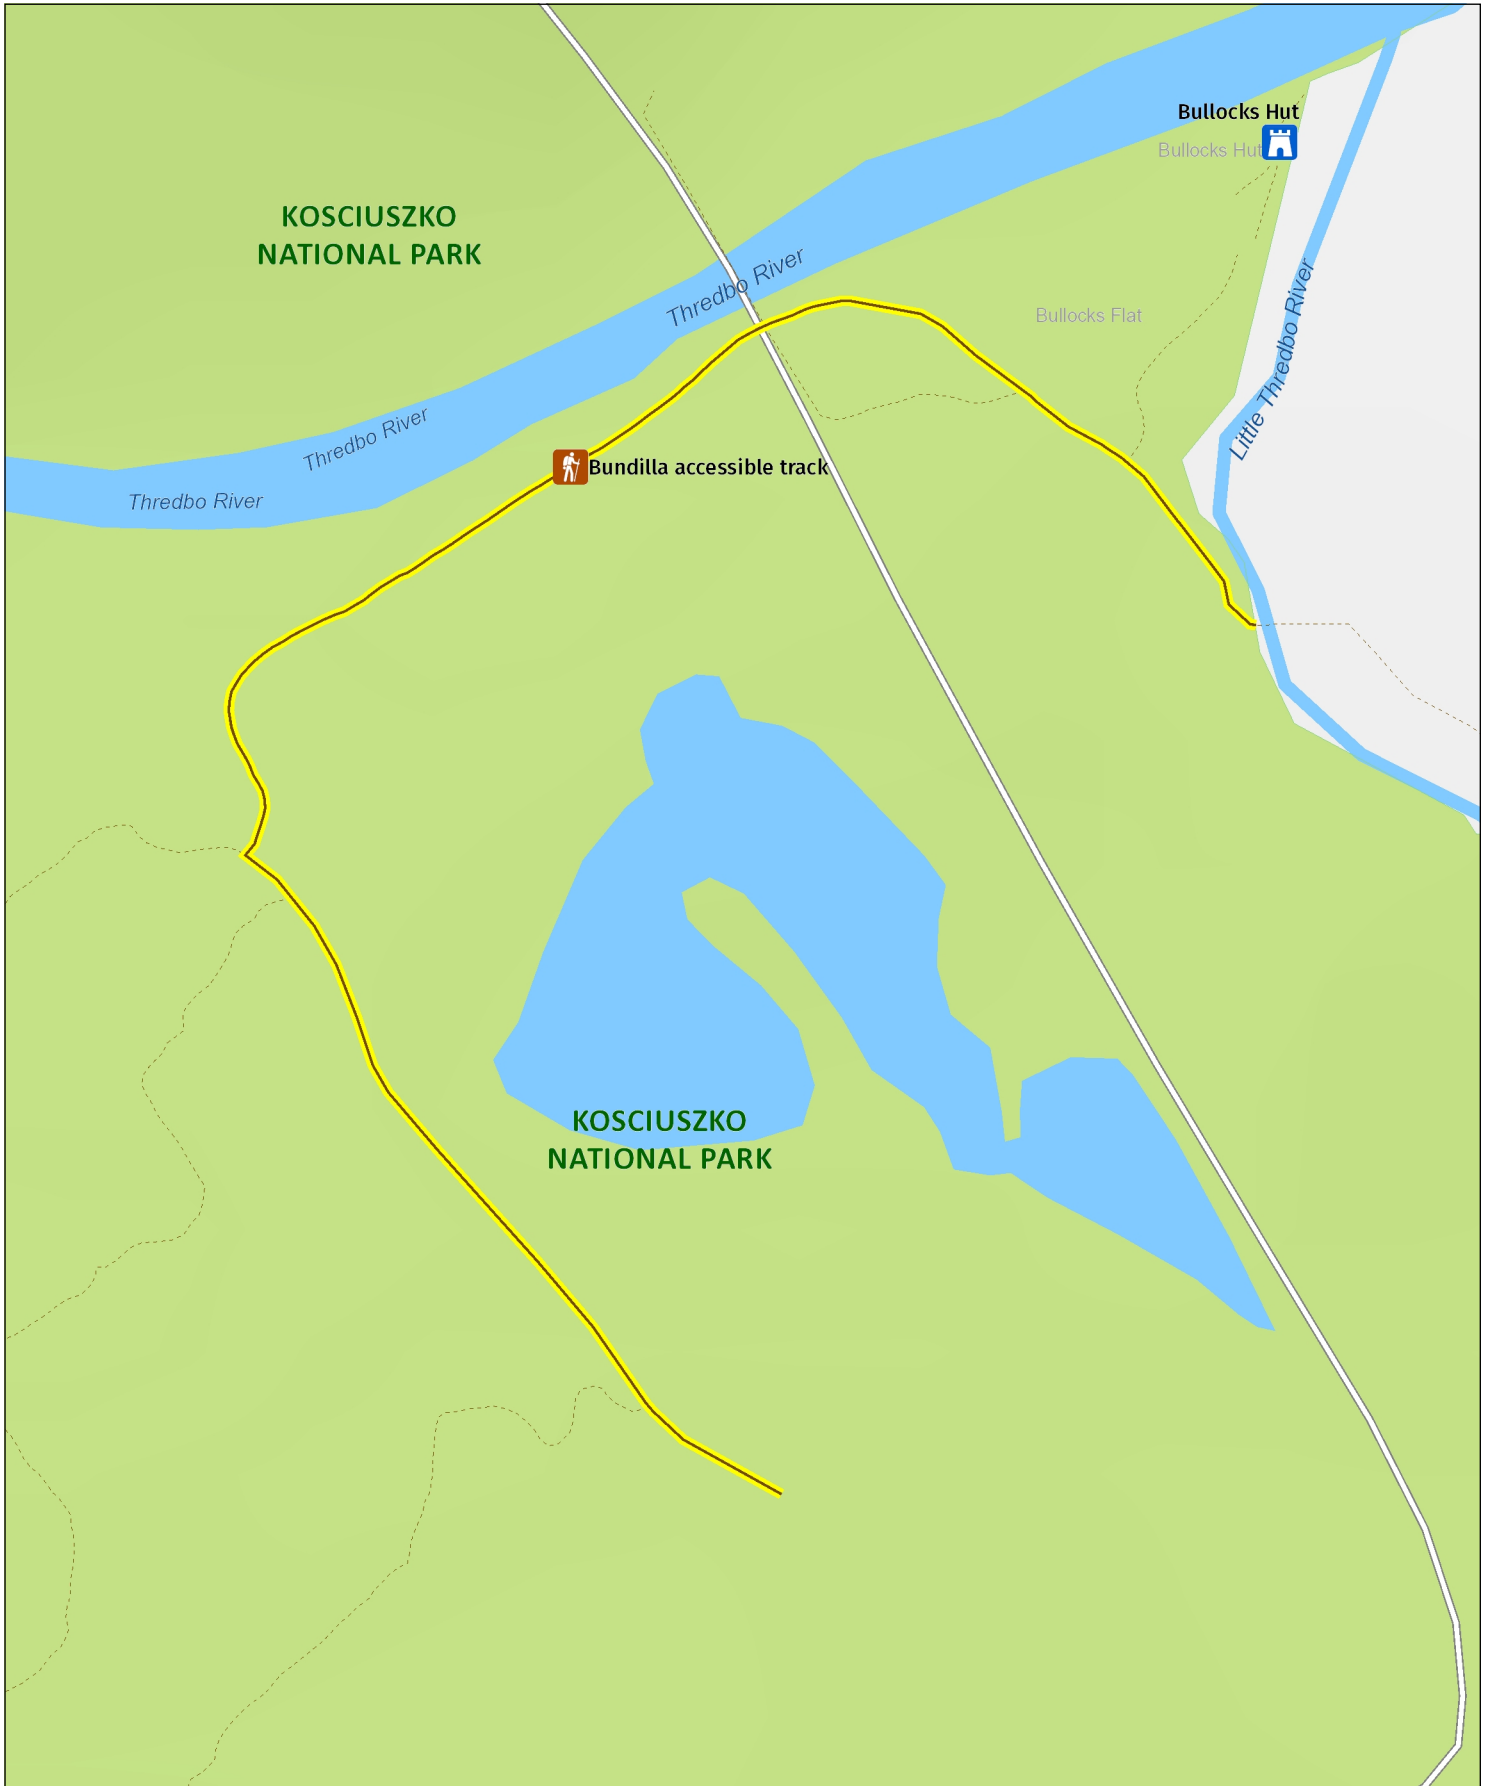 Bullocks Hut
Bullocks Hut
KOSCIUSZKO
NATIONAL PARK
Thredbo River
Bullocks Flat
Little Thredbo River
Thredbo River
Bundilla accessible track
Thredbo River
KOSCIUSZKO
NATIONAL PARK